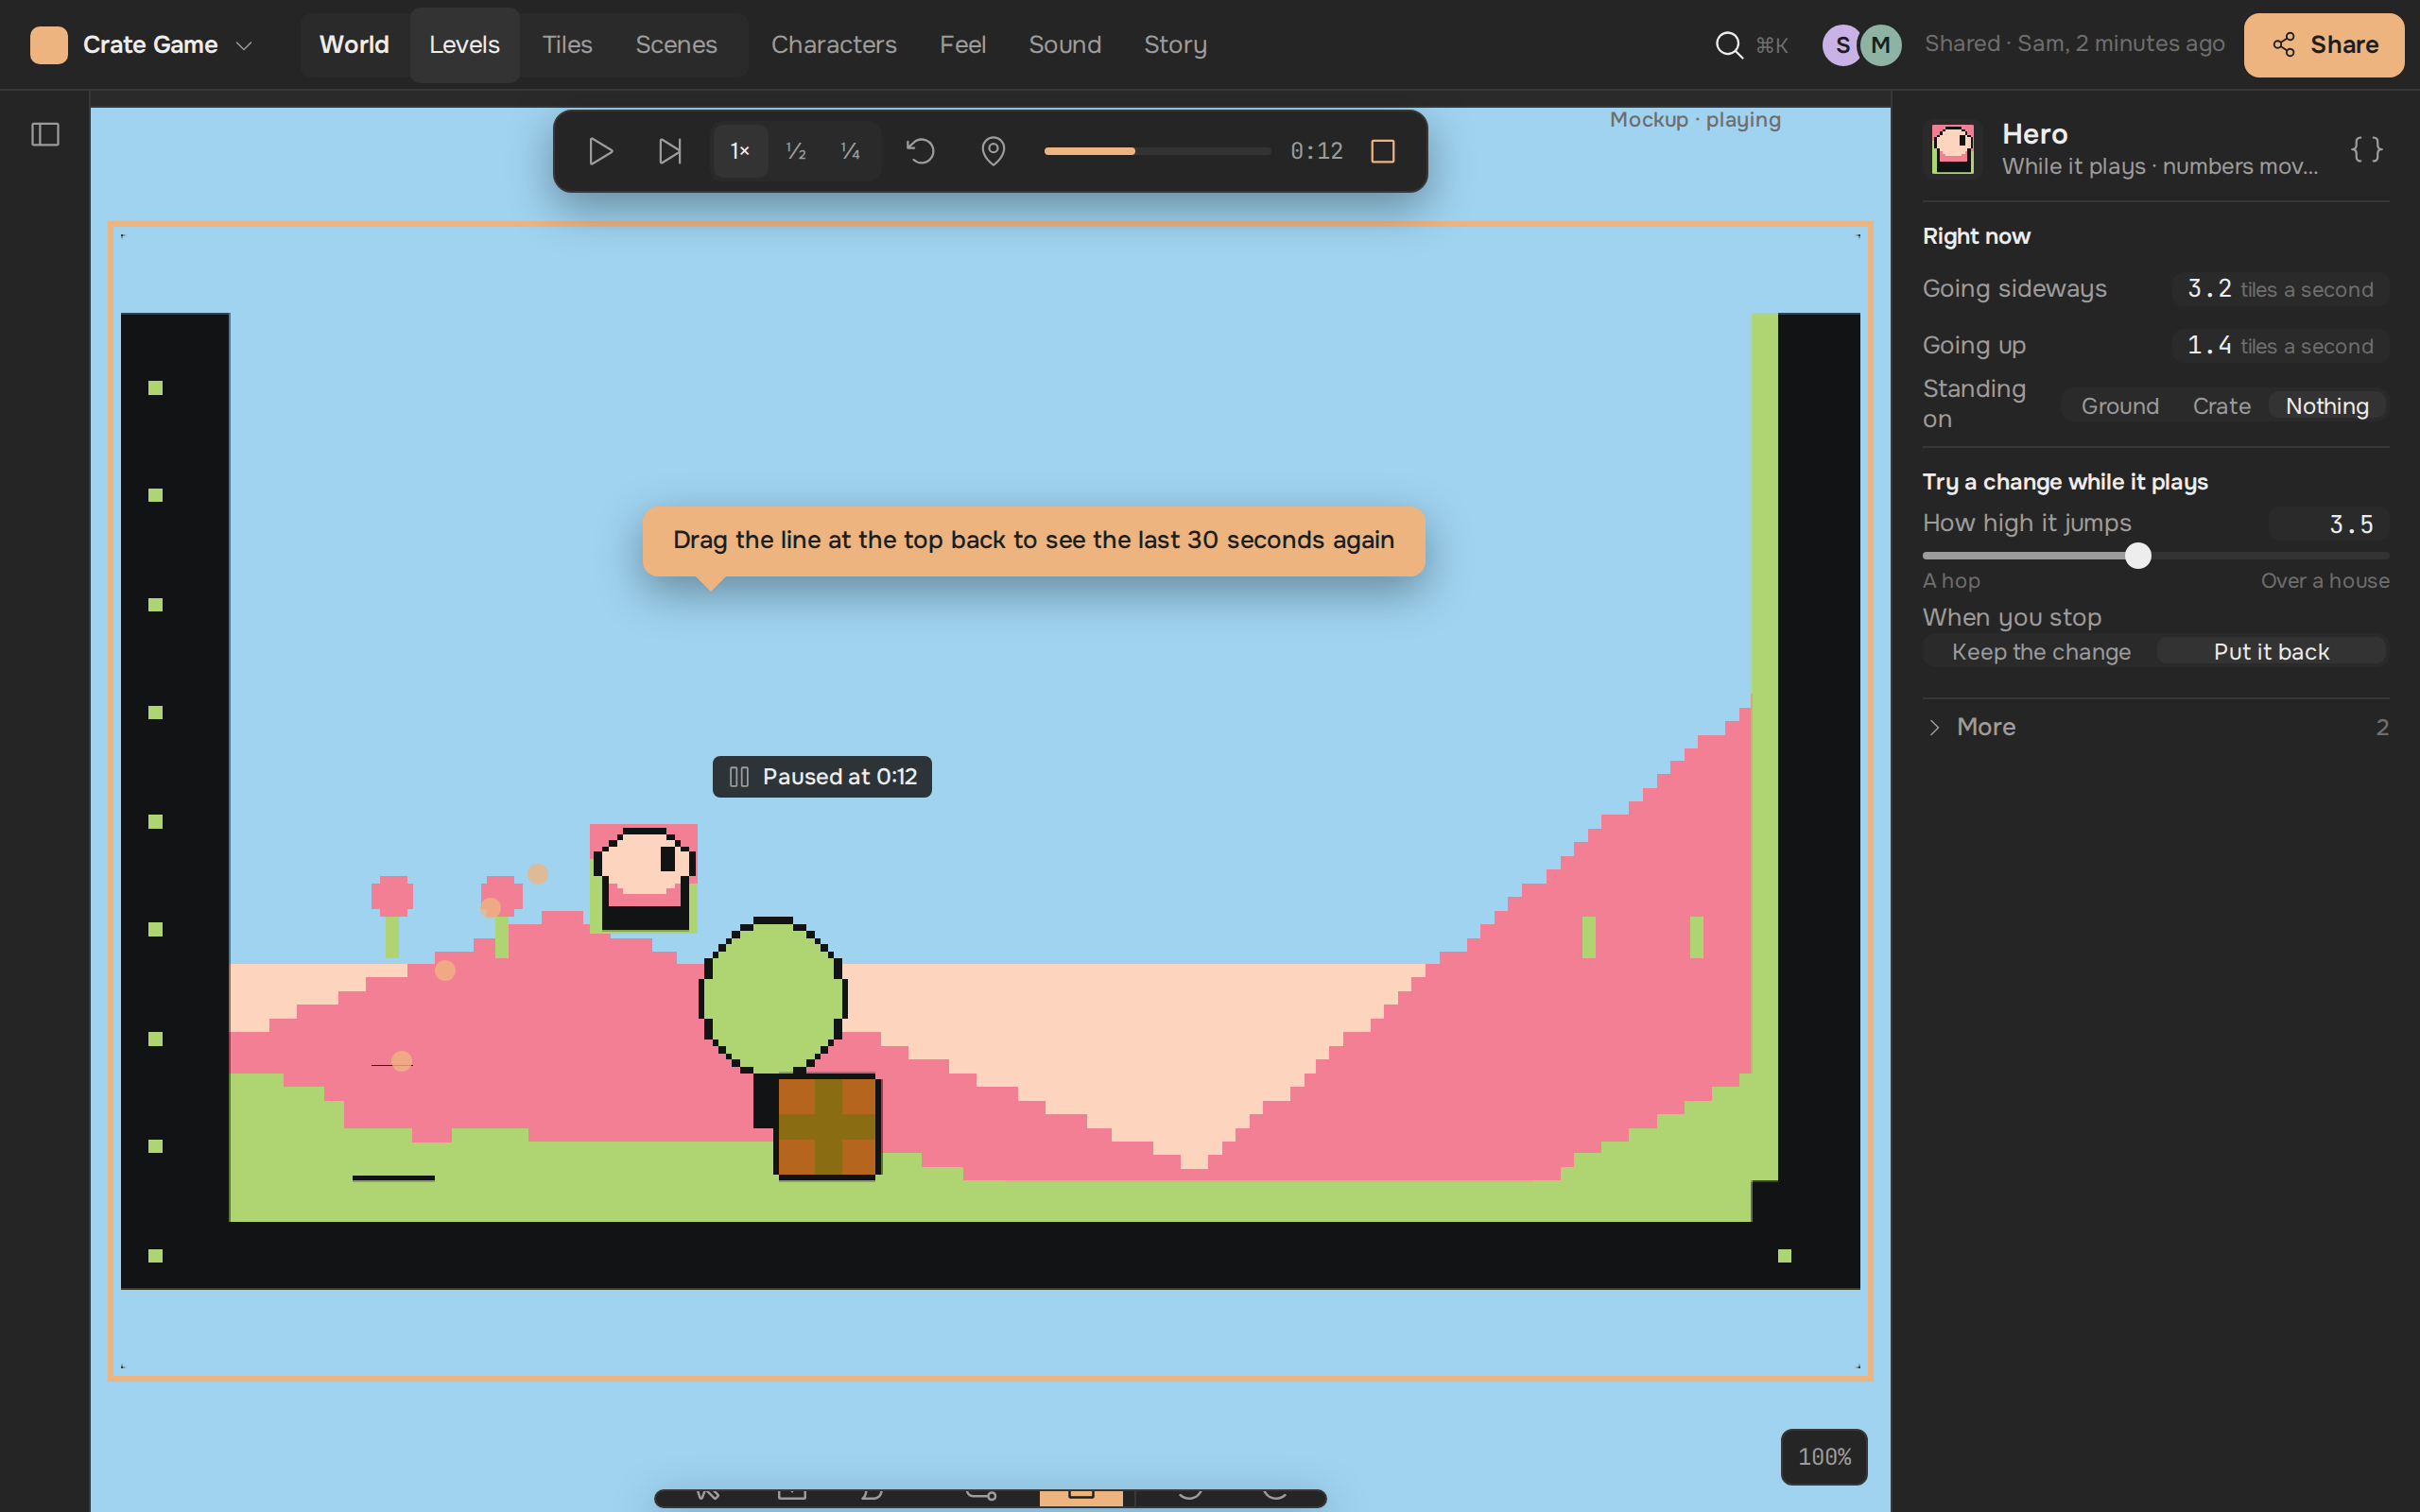 Crate Game
World
Levels
Tiles
Scenes
Characters
Feel
Sound
Story
⌘K
S
M
Shared · Sam, 2 minutes ago
Share
1×
½
¼
0:12
Mockup · playing
Drag the line at the top back to see the last 30 seconds again
Paused at 0:12
100%
Hero
While it plays · numbers mov...
{ }
Right now
Going sideways
3.2 tiles a second
Going up
1.4 tiles a second
Standing
on
Ground
Crate
Nothing
Try a change while it plays
How high it jumps
3.5
A hop
Over a house
When you stop
Keep the change
Put it back
More
2